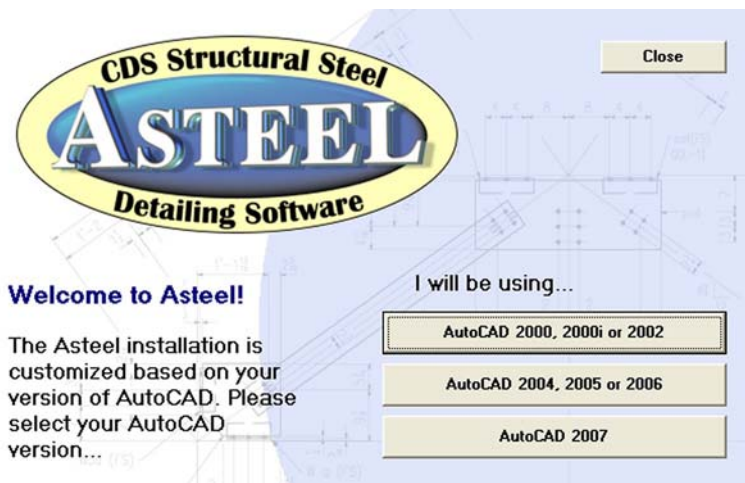 CDS Structural Steel
ASTEEL
Detailing Software
Close
Welcome to Asteel!
The Asteel installation is
customized based on your
version of AutoCAD. Please
select your AutoCAD
version...
I will be using...
AutoCAD 2000, 2000i or 2002
AutoCAD 2004, 2005 or 2006
AutoCAD 2007